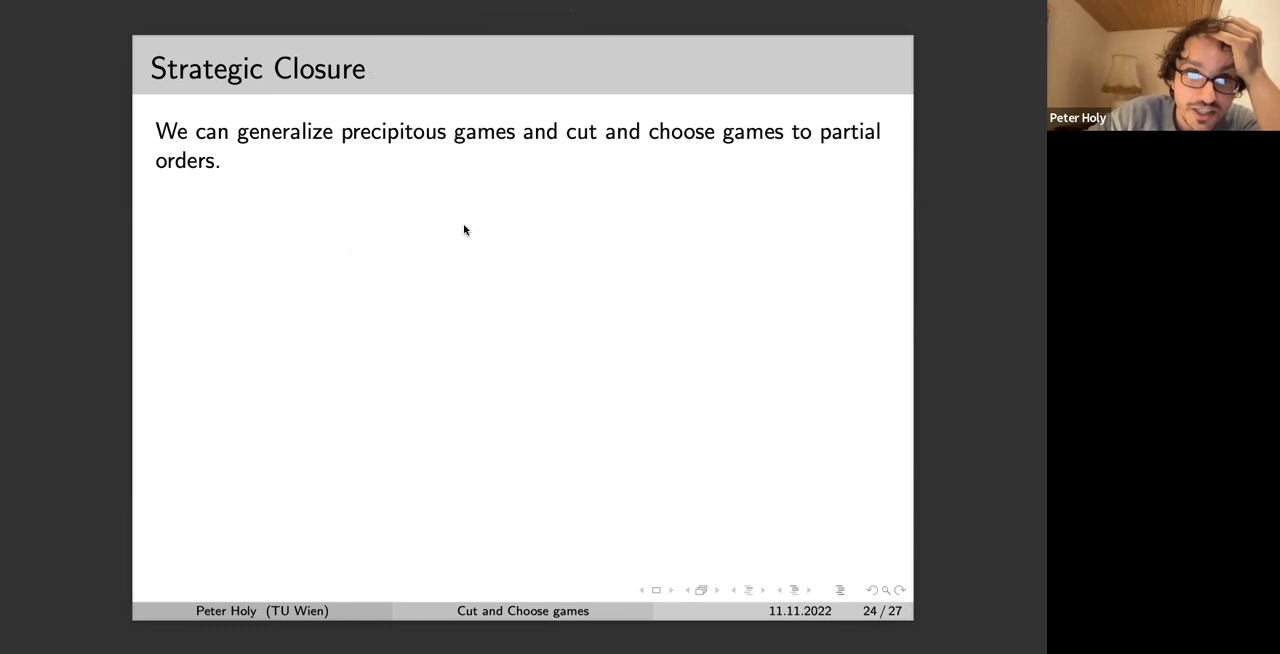 Strategic Closure
We can generalize precipitous games and cut and choose games to partial
orders.
Peter Holy
Peter Holy (TU Wien)
Cut and Choose games
11.11.2022
24 / 27